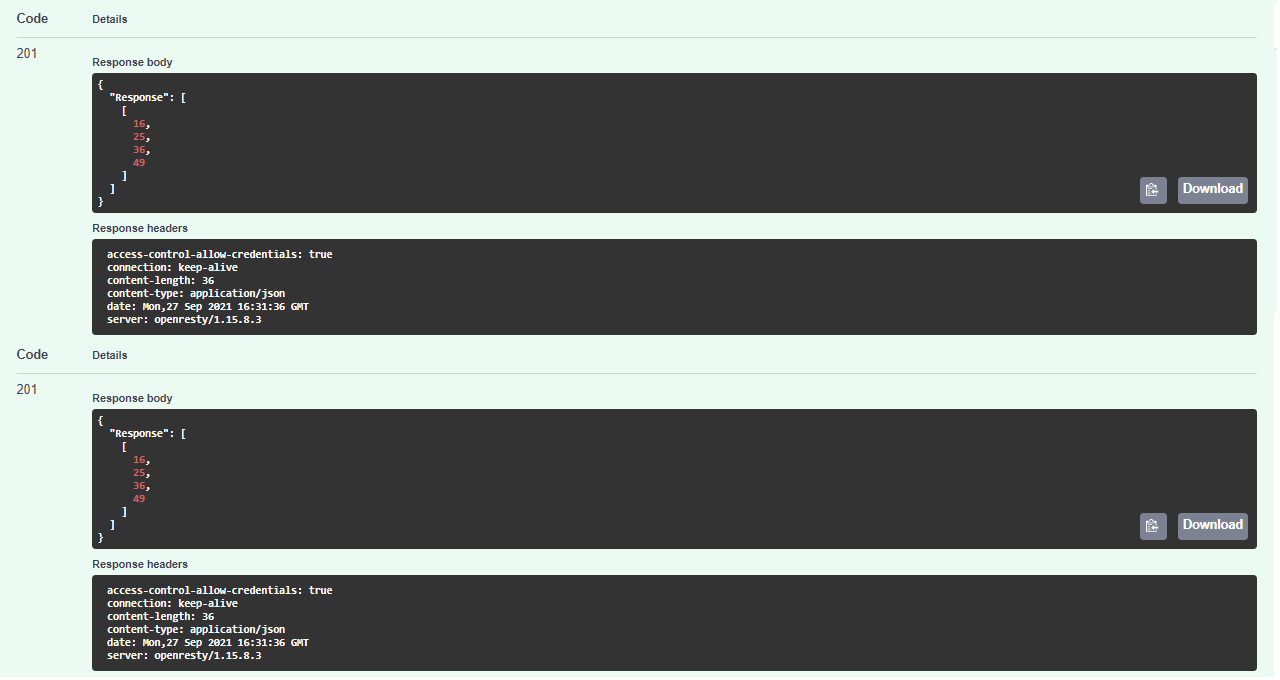 Code Details
201
Response body
{
"Response": [
[
16,
25,
36,
49
]
]
}
Download
Response headers
access-control-allow-credentials: true
connection: keep-alive
content-length: 36
content-type: application/json
date: Mon,27 Sep 2021 16:31:36 GMT
server: openresty/1.15.8.3
Code Details
201
Response body
{
"Response": [
[
16,
25,
36,
49
]
]
}
Download
Response headers
access-control-allow-credentials: true
connection: keep-alive
content-length: 36
content-type: application/json
date: Mon,27 Sep 2021 16:31:36 GMT
server: openresty/1.15.8.3